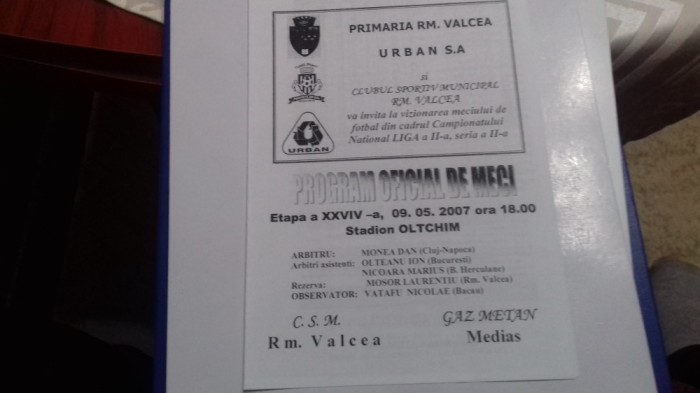 PRIMARIA RM. VALCEA
URBAN S.A
si
CLUBUL SPORTIV MUNICIPAL
RM. VALCEA
va invita la vizionarea meciului de
fotbal din cadrul Campionatului
National LIGA a II-a, seria a II-a
URBAN
PROGRAM OFICIAL DE MECI
Etapa a XXVIV –a, 09. 05. 2007 ora 18.00
Stadion OLTCHIM
ARBITRU: MONEA DAN (Cluj-Napoca)
Arbitri asistenti: OLTEANU ION (Bucuresti)
NICOARA MARIUS (B. Herculane)
Rezerva: MOSOR LAURENTIU (Rm. Valcea)
OBSERVATOR: VATAFU NICOLAE (Bacau)
C. S. M. GAZ METAN
Rm. Valcea Medias